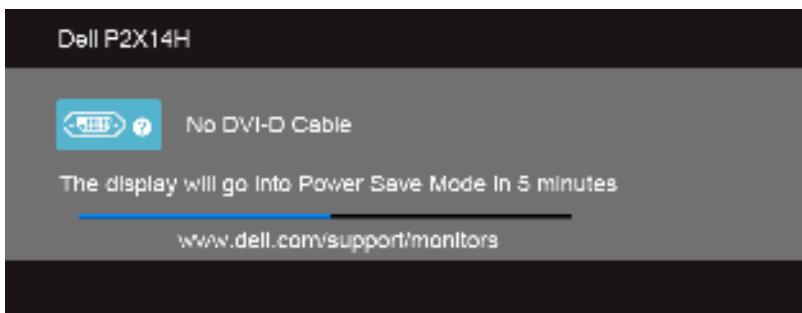 Dell P2X14H
No DVI-D Cable
The display will go into Power Save Mode in 5 minutes
www.dell.com/support/monitors